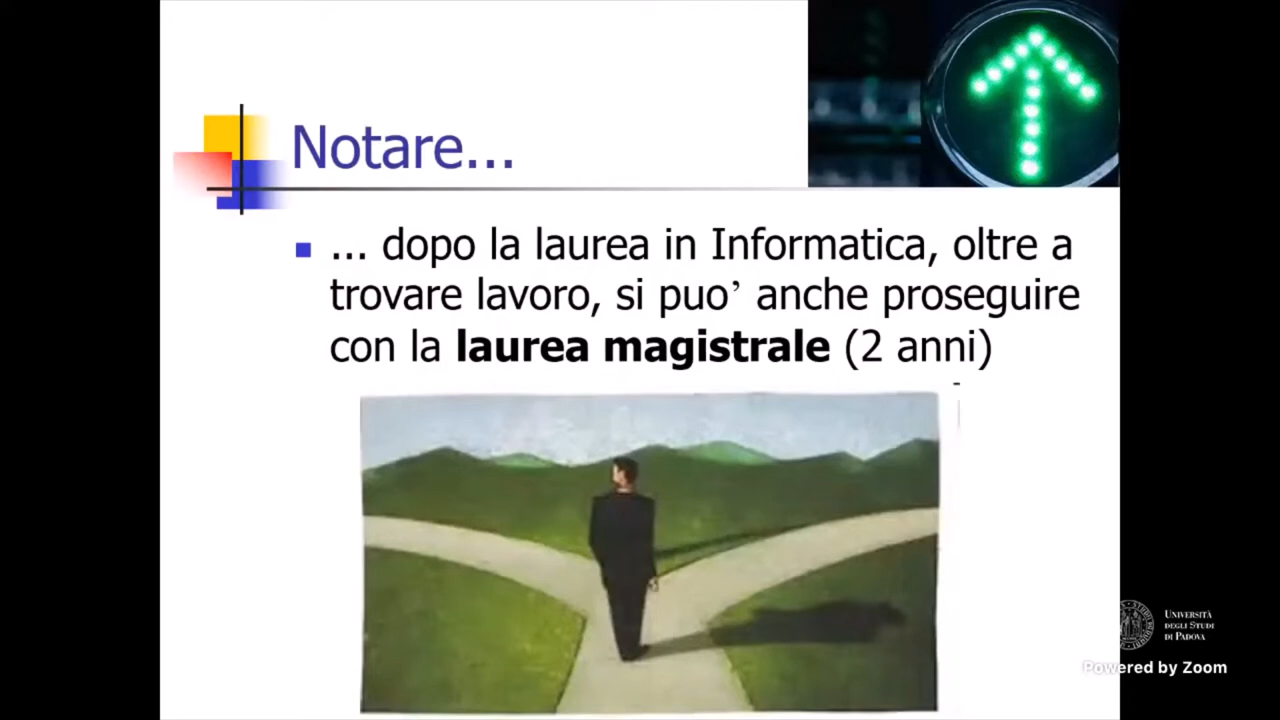 Notare...
... dopo la laurea in Informatica, oltre a
trovare lavoro, si puo’ anche proseguire
con la laurea magistrale (2 anni)
UNIVERSITÀ
DEGLI STUDI
DI PADOVA
Powered by Zoom